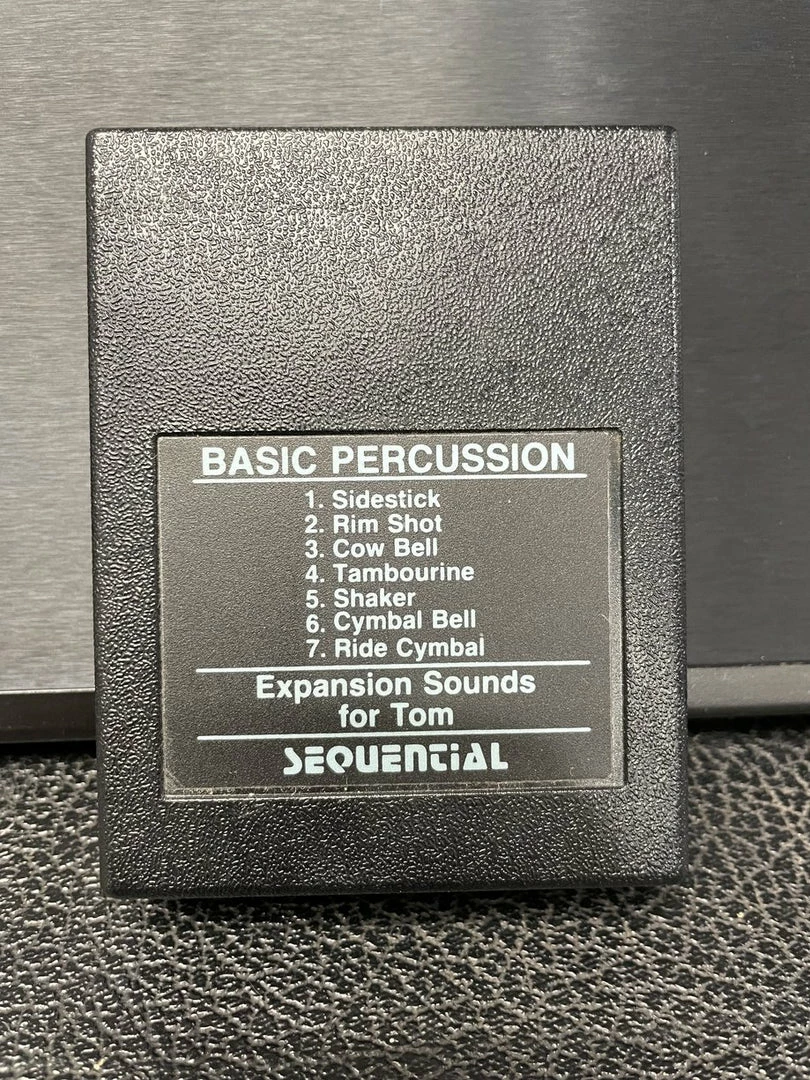 BASIC PERCUSSION
1. Sidestick
2. Rim Shot
3. Cow Bell
4. Tambourine
5. Shaker
6. Cymbal Bell
7. Ride Cymbal
Expansion Sounds
for Tom
SEQUENTiAL